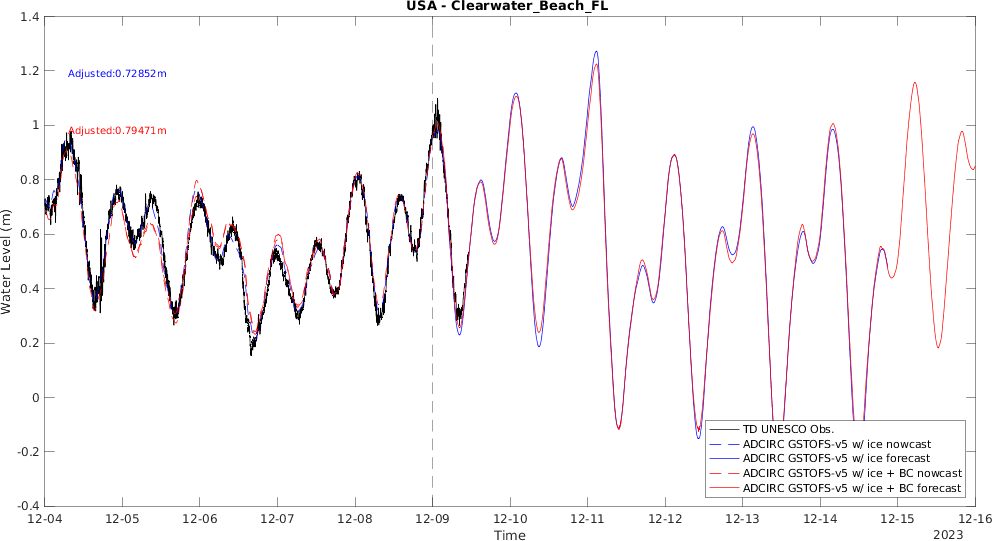 USA - Clearwater_Beach_FL
1.4
1.2
1
0.8
0.6
0.4
0.2
0
-0.2
-0.4
Water Level (m)
Adjusted:0.72852m
Adjusted:0.79471m
TD UNESCO Obs.
ADCIRC GSTOFS-v5 w/ ice nowcast
ADCIRC GSTOFS-v5 w/ ice forecast
ADCIRC GSTOFS-v5 w/ ice + BC nowcast
ADCIRC GSTOFS-v5 w/ ice + BC forecast
12-04 12-05 12-06 12-07 12-08 12-09 12-10 12-11 12-12 12-13 12-14 12-15 12-16
Time
2023